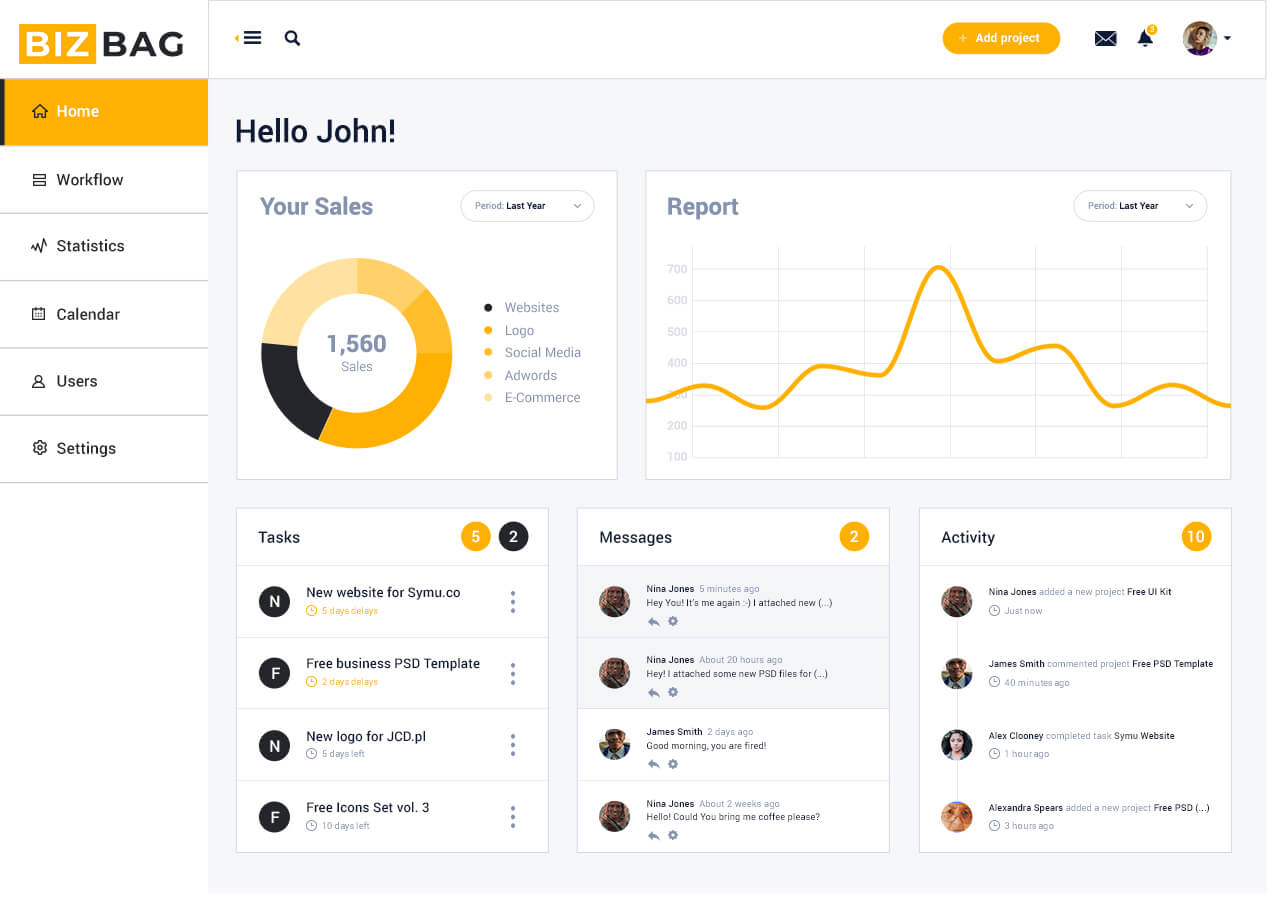 BIZ BAG
+ Add project
3
Home
Workflow
Statistics
Calendar
Users
Settings
Hello John!
Your Sales
Period: Last Year
1,560
Sales
Websites
Logo
Social Media
Adwords
E-Commerce
Report
Period: Last Year
700
600
500
400
300
200
100
Tasks
5
2
N
New website for Symu.co
5 days delays
F
Free business PSD Template
2 days delays
N
New logo for JCD.pl
5 days left
F
Free Icons Set vol. 3
10 days left
Messages
2
Nina Jones 5 minutes ago
Hey You! It's me again :-) I attached new (...)
Nina Jones About 20 hours ago
Hey! I attached some new PSD files for (...)
James Smith 2 days ago
Good morning, you are fired!
Nina Jones About 2 weeks ago
Hello! Could You bring me coffee please?
Activity
10
Nina Jones added a new project Free UI Kit
Just now
James Smith commented project Free PSD Template
40 minutes ago
Alex Clooney completed task Symu Website
1 hour ago
Alexandra Spears added a new project Free PSD (...)
3 hours ago